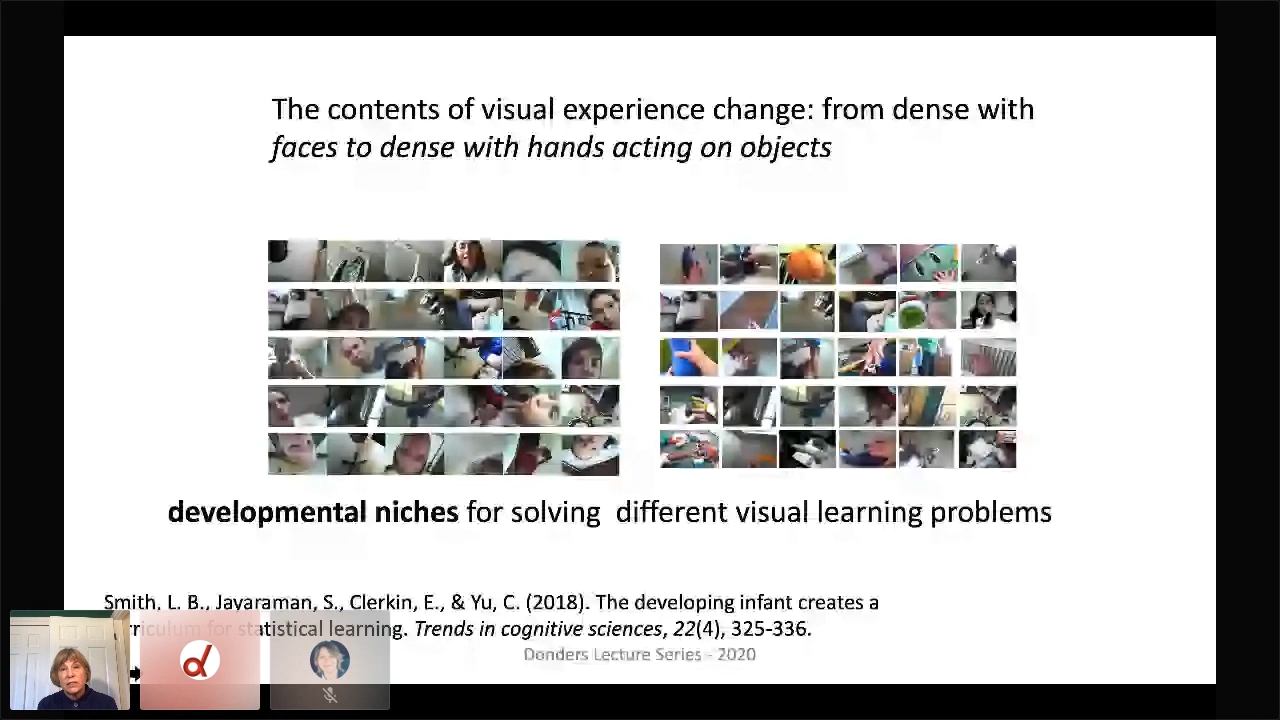 The contents of visual experience change: from dense with
faces to dense with hands acting on objects
developmental niches for solving different visual learning problems
Smith, L. B., Jayaraman, S., Clerkin, E., & Yu, C. (2018). The developing infant creates a
curriculum for statistical learning. Trends in cognitive sciences, 22(4), 325-336.
Donders Lecture Series - 2020